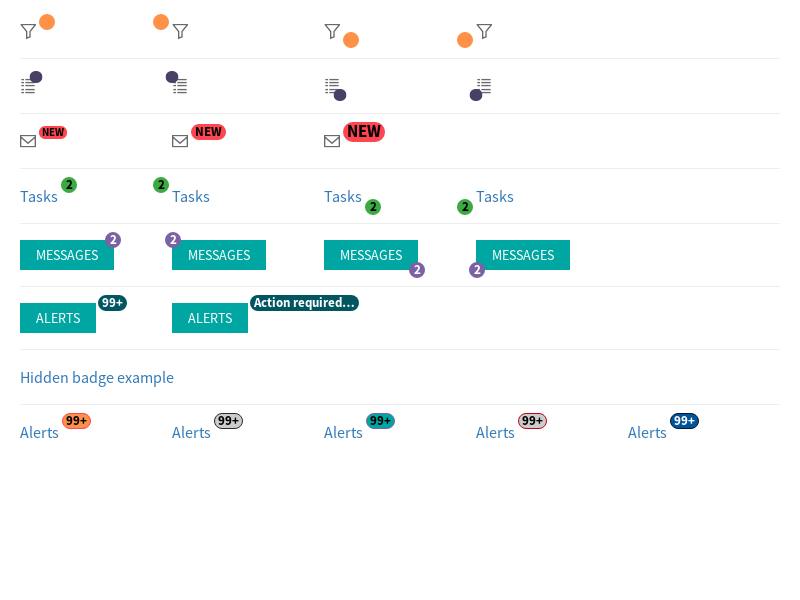 NEW NEW NEW
Tasks 2 2 Tasks Tasks 2 2 Tasks
MESSAGES 2 2 MESSAGES MESSAGES 2 2 MESSAGES
ALERTS 99+ ALERTS Action required...
Hidden badge example
Alerts 99+ Alerts 99+ Alerts 99+ Alerts 99+ Alerts 99+